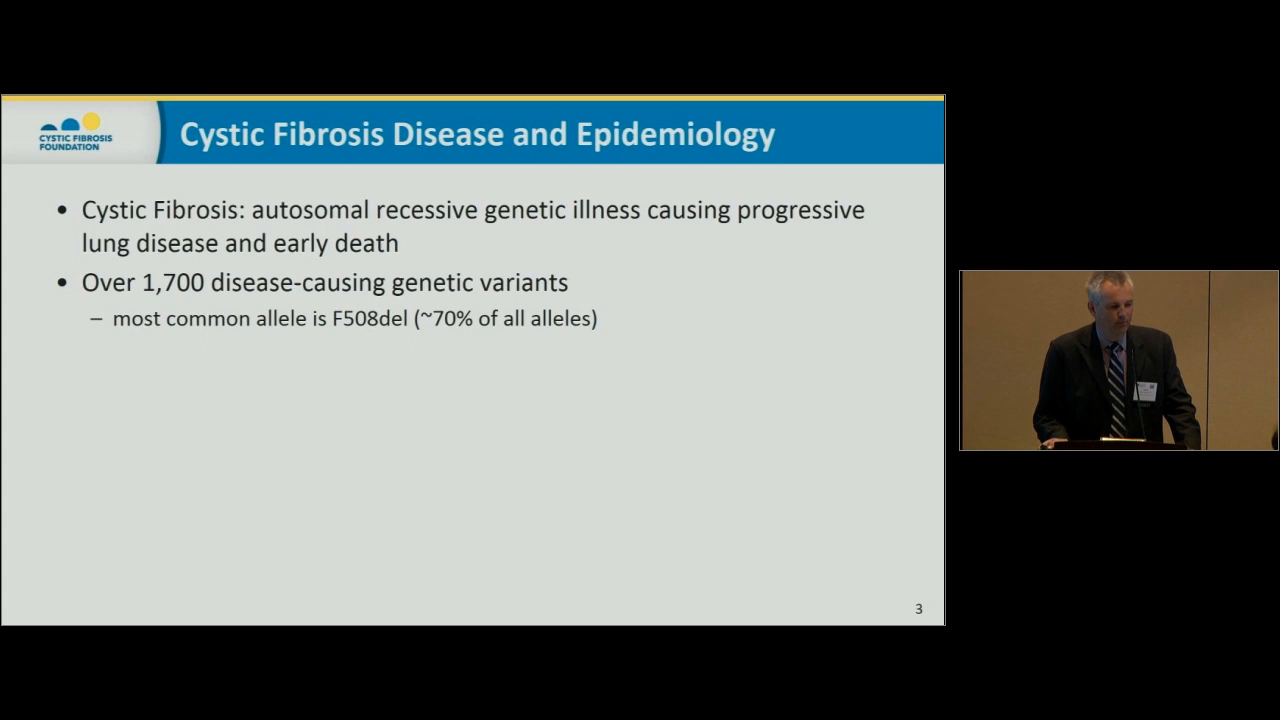 CYSTIC FIBROSIS
FOUNDATION
Cystic Fibrosis Disease and Epidemiology
• Cystic Fibrosis: autosomal recessive genetic illness causing progressive
lung disease and early death
• Over 1,700 disease-causing genetic variants
– most common allele is F508del (~70% of all alleles)
3